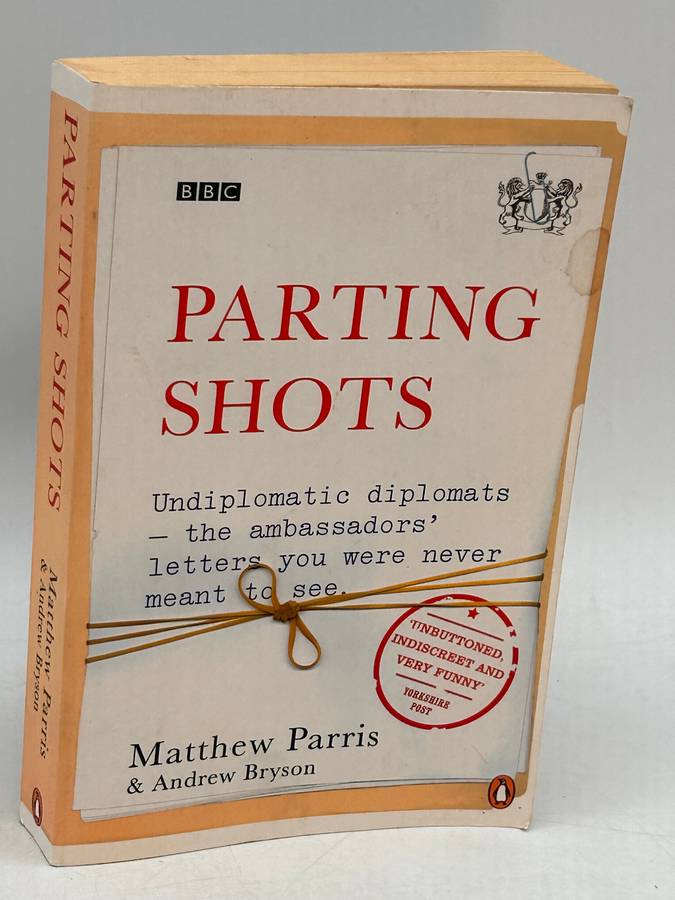 PARTING SHOTS
Matthew Parris
& Andrew Bryson
BBC
PARTING
SHOTS
Undiplomatic diplomats
– the ambassadors’
letters you were never
meant to see.
‘UNBUTTONED,
INDISCREET AND
VERY FUNNY’
YORKSHIRE
POST
Matthew Parris
& Andrew Bryson